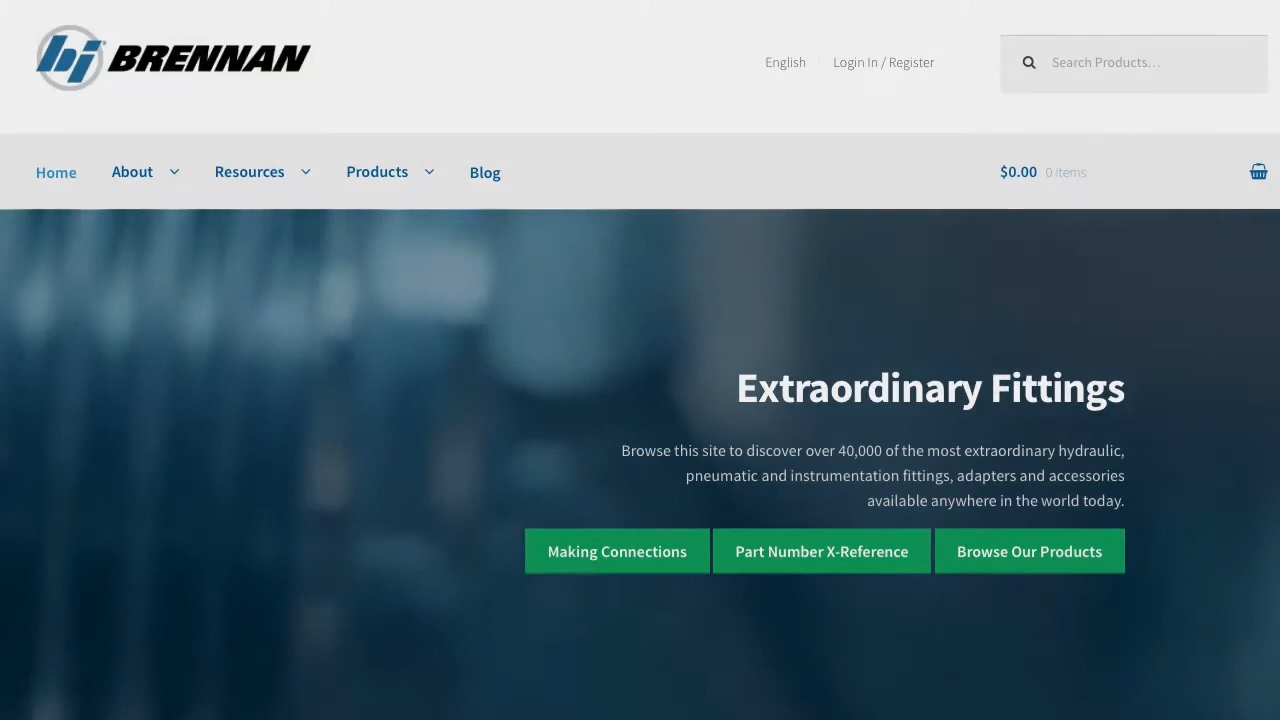 bi BRENNAN
English
Login In / Register
Search Products...
Home
About
Resources
Products
Blog
$0.00 0 items
Extraordinary Fittings
Browse this site to discover over 40,000 of the most extraordinary hydraulic,
pneumatic and instrumentation fittings, adapters and accessories
available anywhere in the world today.
Making Connections
Part Number X-Reference
Browse Our Products